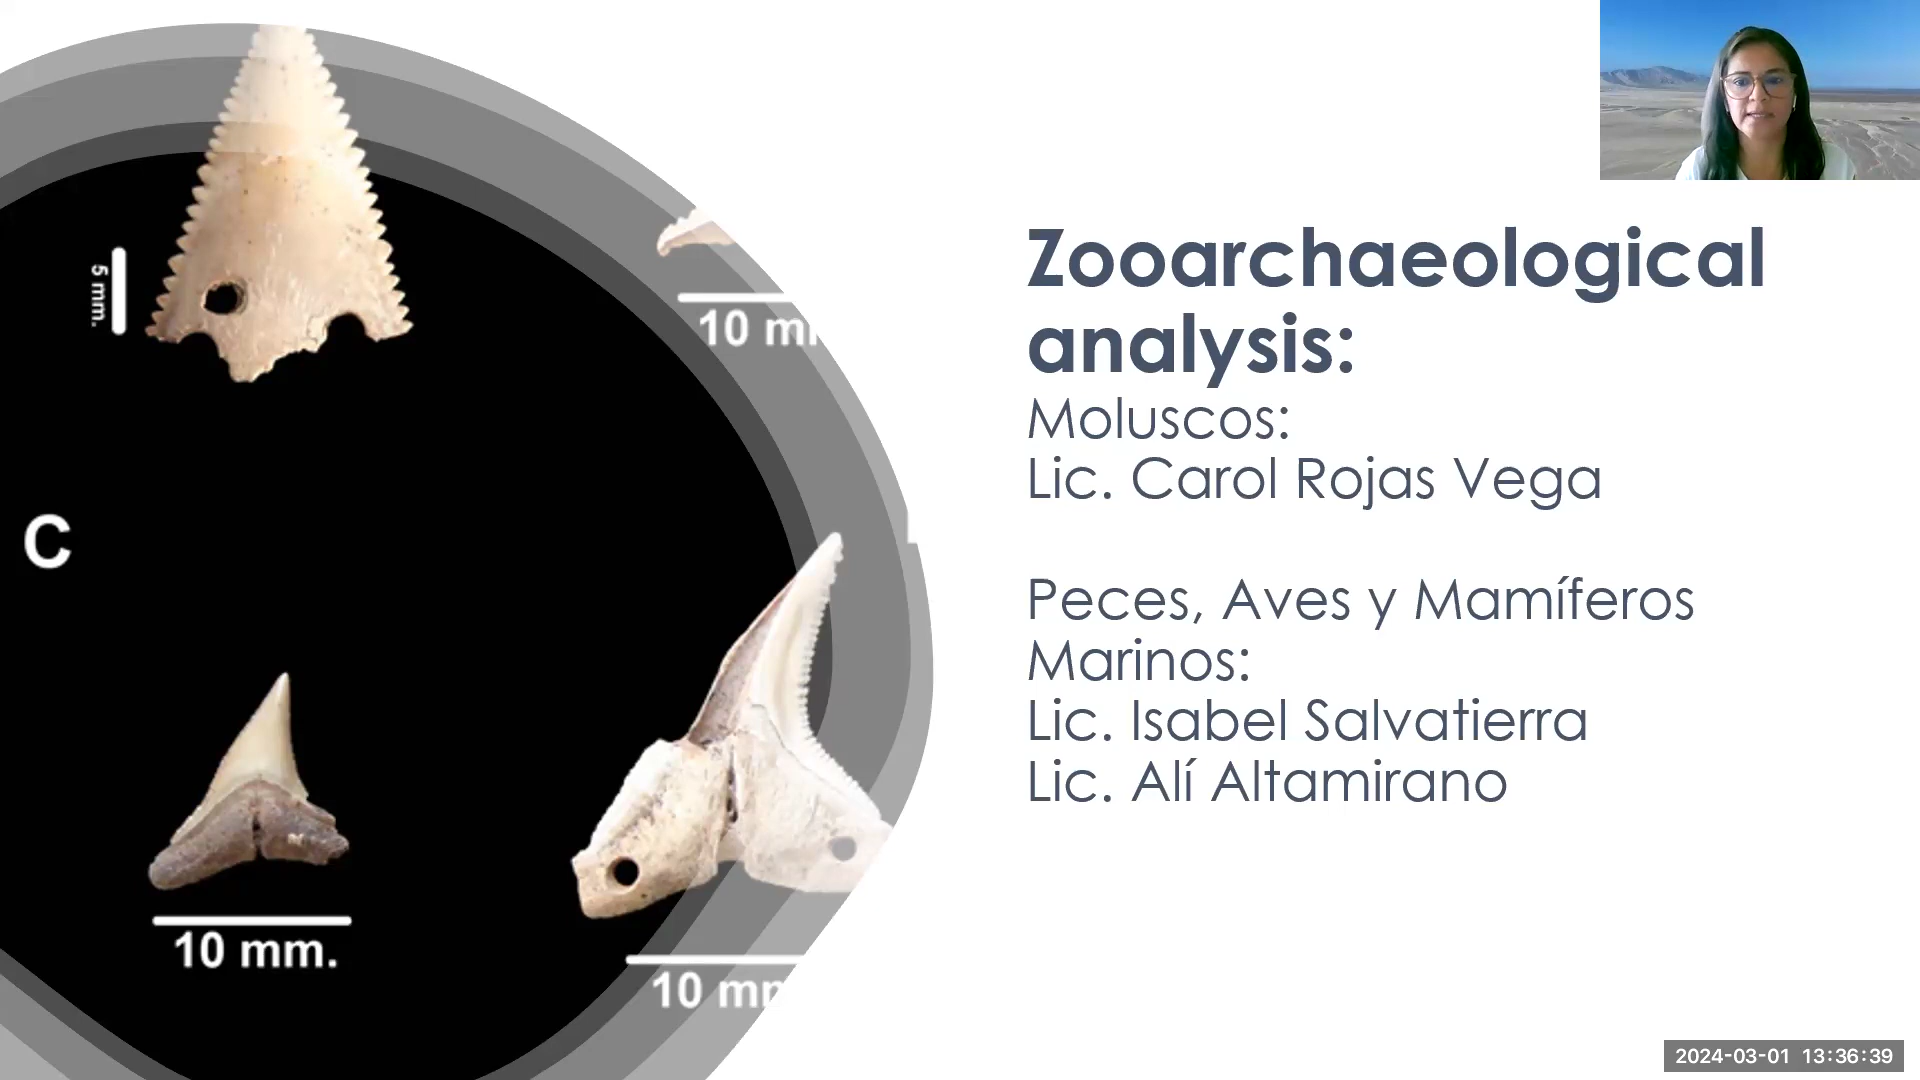 5 mm.
10 m
C
10 mm.
10 m
Zooarchaeological
analysis:
Moluscos:
Lic. Carol Rojas Vega
Peces, Aves y Mamíferos
Marinos:
Lic. Isabel Salvatierra
Lic. Alí Altamirano
2024-03-01 13:36:39